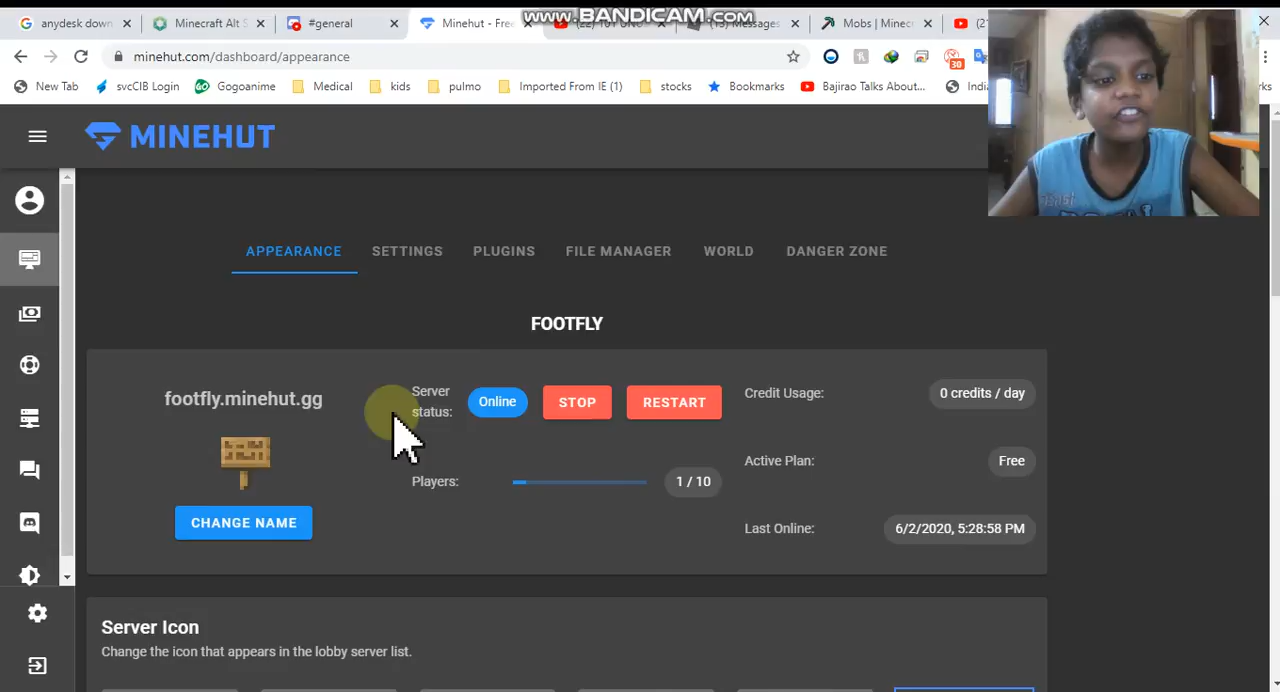 www.BANDICAM.com
anydesk down
Minecraft Alt S
#general
Minehut - Fre
Messages
Mobs | Minec
minehut.com/dashboard/appearance
30
New Tab
svcCIB Login
Gogoanime
Medical
kids
pulmo
Imported From IE (1)
stocks
Bookmarks
Bajirao Talks About...
MINEHUT
APPEARANCE
SETTINGS
PLUGINS
FILE MANAGER
WORLD
DANGER ZONE
FOOTFLY
footfly.minehut.gg
CHANGE NAME
Server
status:
Online
STOP
RESTART
Players:
1 / 10
Credit Usage:
0 credits / day
Active Plan:
Free
Last Online:
6/2/2020, 5:28:58 PM
Server Icon
Change the icon that appears in the lobby server list.